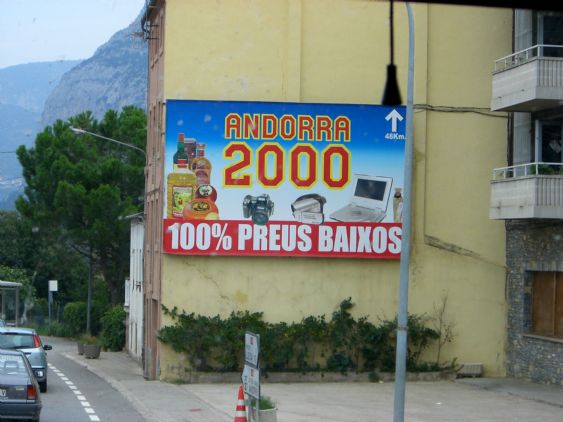 ANDORRA
2000
48Km.
100% PREUS BAIXOS